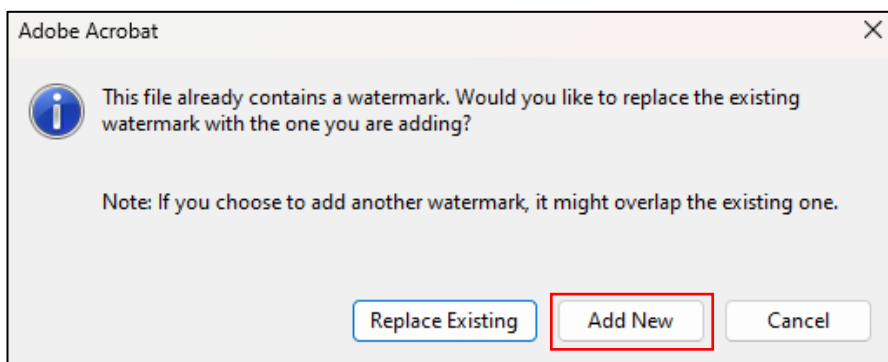 Adobe Acrobat
This file already contains a watermark. Would you like to replace the existing
watermark with the one you are adding?
Note: If you choose to add another watermark, it might overlap the existing one.
Replace Existing
Add New
Cancel